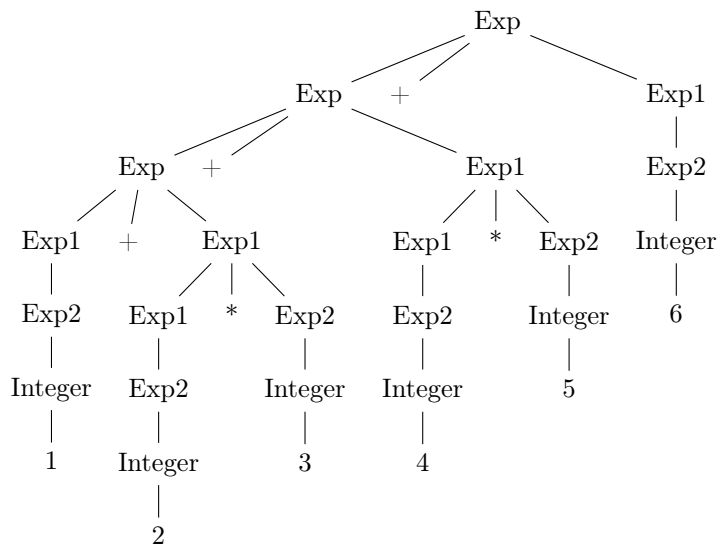 Exp
Exp + Exp1
Exp + Exp1 Exp2
Exp1 + Exp1 Exp1 * Exp2 Integer
Exp2 Exp1 * Exp2 Exp2 Integer 6
Integer Exp2 Integer Integer 5
1 Integer 3 4
2